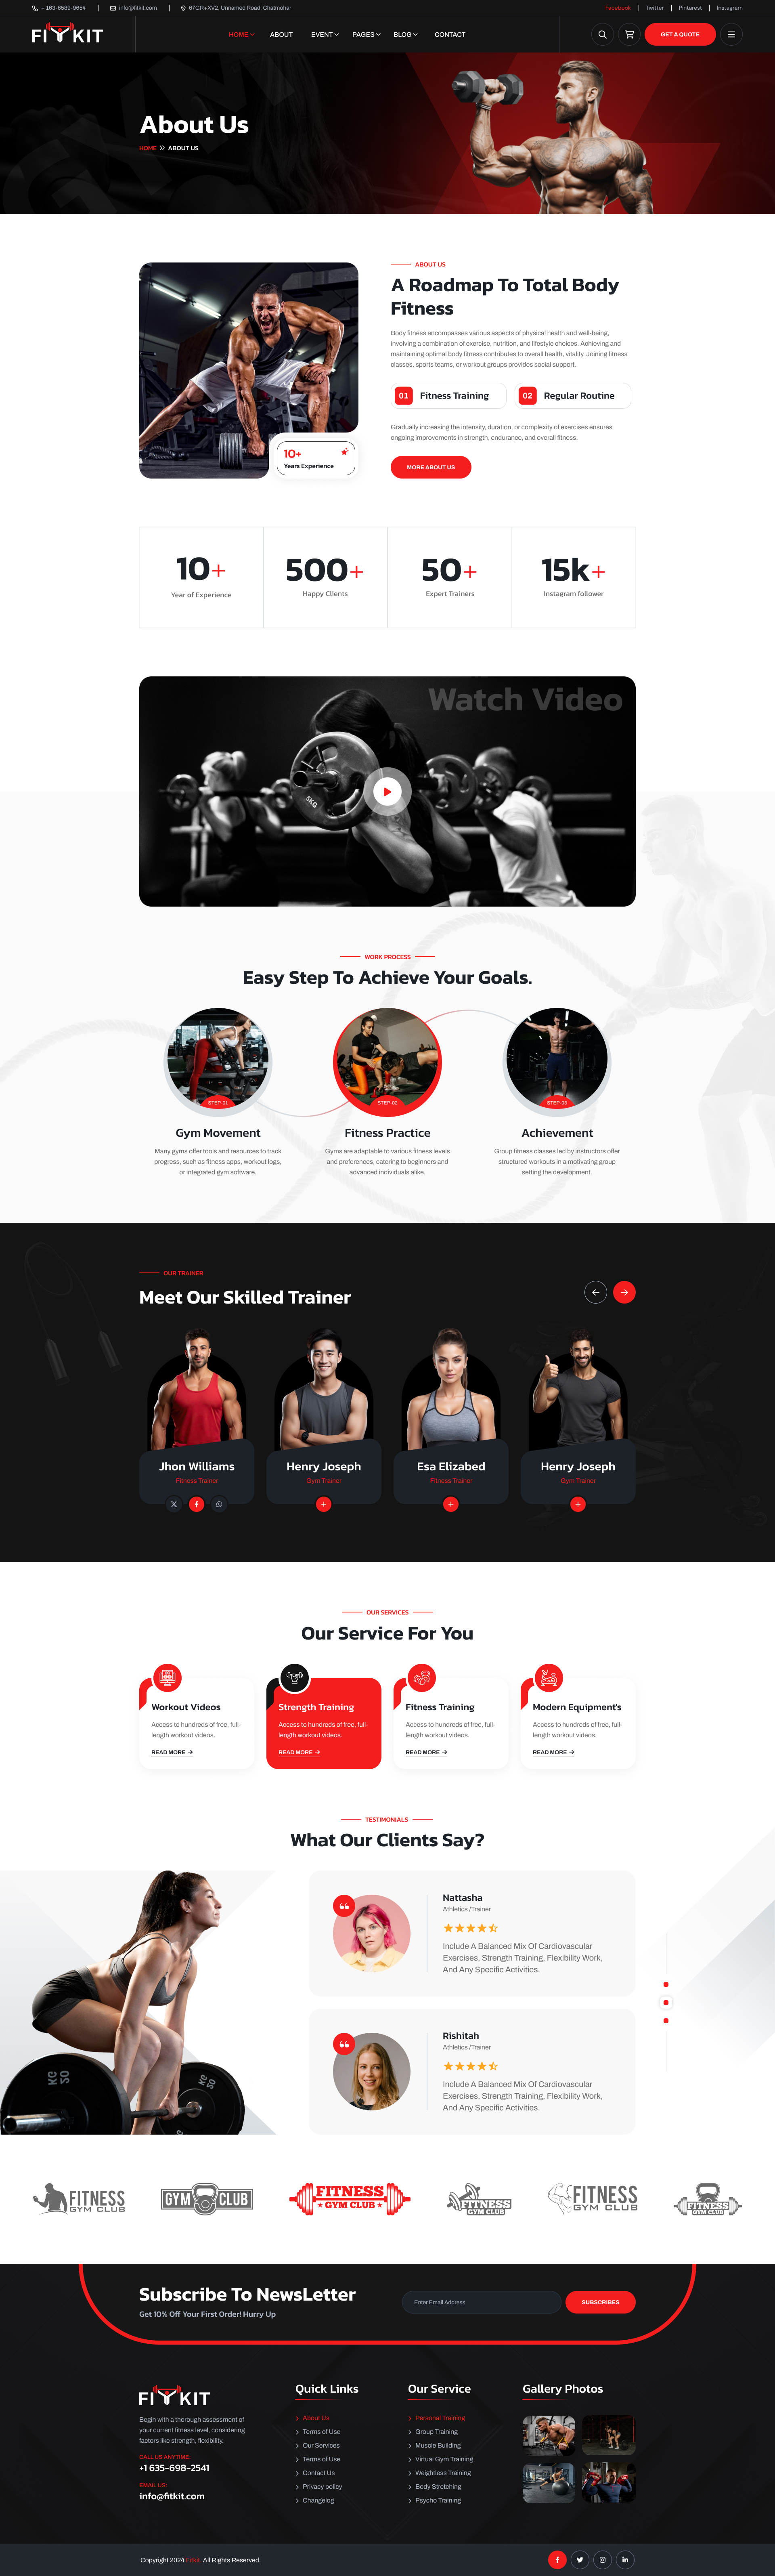 + 163-6589-9654
info@fitkit.com
67GR+XV2, Unnamed Road, Chatmohar
Facebook
Twitter
Pintarest
Instagram
FITKIT
HOME
ABOUT
EVENT
PAGES
BLOG
CONTACT
GET A QUOTE
About Us
HOME >> ABOUT US
ABOUT US
A Roadmap To Total Body
Fitness
Body fitness encompasses various aspects of physical health and well-being,
involving a combination of exercise, nutrition, and lifestyle choices. Achieving and
maintaining optimal body fitness contributes to overall health, vitality. Joining fitness
classes, sports teams, or workout groups provides social support.
01 Fitness Training
02 Regular Routine
Gradually increasing the intensity, duration, or complexity of exercises ensures
ongoing improvements in strength, endurance, and overall fitness.
MORE ABOUT US
10+
Years Experience
10+
Year of Experience
500+
Happy Clients
50+
Expert Trainers
15k+
Instagram follower
Watch Video
5KG
WORK PROCESS
Easy Step To Achieve Your Goals.
STEP-01
STEP-02
STEP-03
Gym Movement
Many gyms offer tools and resources to track
progress, such as fitness apps, workout logs,
or integrated gym software.
Fitness Practice
Gyms are adaptable to various fitness levels
and preferences, catering to beginners and
advanced individuals alike.
Achievement
Group fitness classes led by instructors offer
structured workouts in a motivating group
setting the development.
OUR TRAINER
Meet Our Skilled Trainer
Jhon Williams
Fitness Trainer
Henry Joseph
Gym Trainer
Esa Elizabed
Fitness Trainer
Henry Joseph
Gym Trainer
OUR SERVICES
Our Service For You
Workout Videos
Access to hundreds of free, full-
length workout videos.
READ MORE
Strength Training
Access to hundreds of free, full-
length workout videos.
READ MORE
Fitness Training
Access to hundreds of free, full-
length workout videos.
READ MORE
Modern Equipment's
Access to hundreds of free, full-
length workout videos.
READ MORE
TESTIMONIALS
What Our Clients Say?
KG
20
KG
20
Nattasha
Athletics /Trainer
Include A Balanced Mix Of Cardiovascular
Exercises, Strength Training, Flexibility Work,
And Any Specific Activities.
Rishitah
Athletics /Trainer
Include A Balanced Mix Of Cardiovascular
Exercises, Strength Training, Flexibility Work,
And Any Specific Activities.
FITNESS
GYM CLUB
GYM CLUB
FITNESS
GYM CLUB
FITNESS
GYM CLUB
FITNESS
GYM CLUB
FITNESS
GYM CLUB
Subscribe To NewsLetter
Get 10% Off Your First Order! Hurry Up
Enter Email Address
SUBSCRIBES
FITKIT
Begin with a thorough assessment of
your current fitness level, considering
factors like strength, flexibility.
CALL US ANYTIME:
+1 635-698-2541
EMAIL US:
info@fitkit.com
Quick Links
About Us
Terms of Use
Our Services
Terms of Use
Contact Us
Privacy policy
Changelog
Our Service
Personal Training
Group Training
Muscle Building
Virtual Gym Training
Weightless Training
Body Stretching
Psycho Training
Gallery Photos
Copyright 2024 Fitkit. All Rights Reserved.